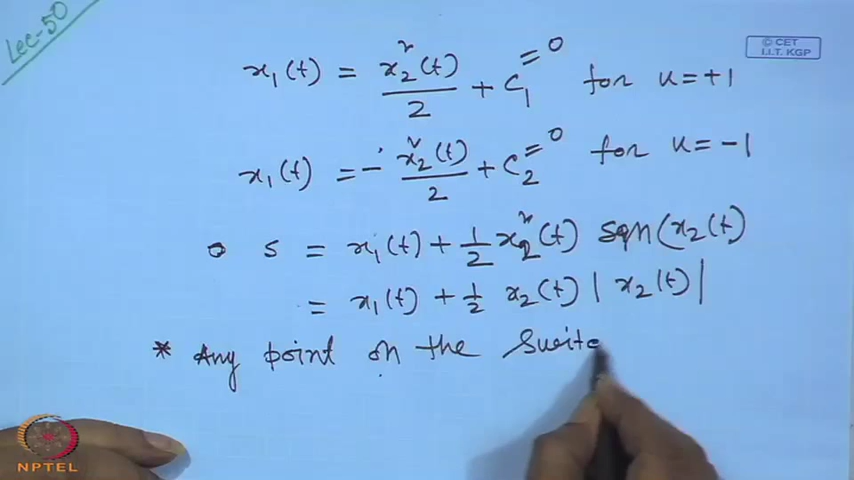 Lec-50
© CET
I.I.T. KGP
x₁(t) = x₂²(t)/2 + C₁ = 0 for u = +1
x₁(t) = - x₂²(t)/2 + C₂ = 0 for u = -1
s = x₁(t) + 1/2 x₂²(t) sgn(x₂(t)
= x₁(t) + 1/2 x₂(t) | x₂(t) |
* Any point on the Switc
NPTEL